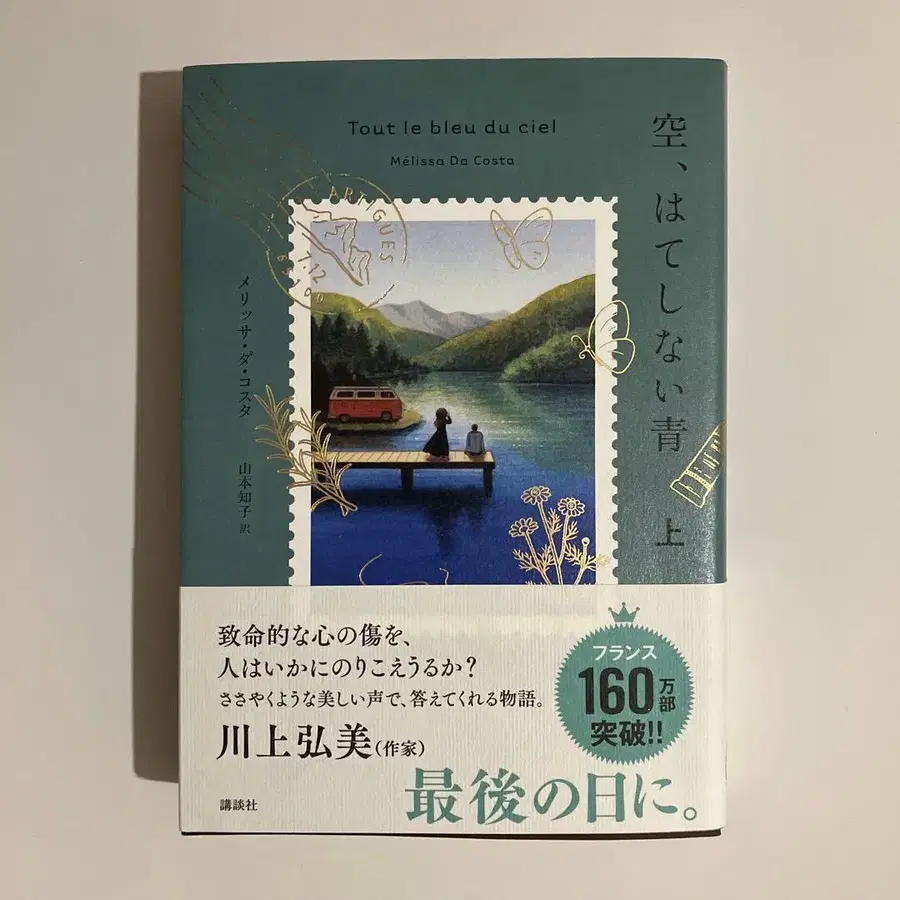 Tout le bleu du ciel
Mélissa Da Costa
空、はてしない青 上
ARTIGUES
メリッサ・ダ・コスタ
山本知子 訳
致命的な心の傷を、
人はいかにのりこえうるか?
ささやくような美しい声で、答えてくれる物語。
川上弘美(作家)
フランス
160万部
突破!!
最後の日に。
講談社